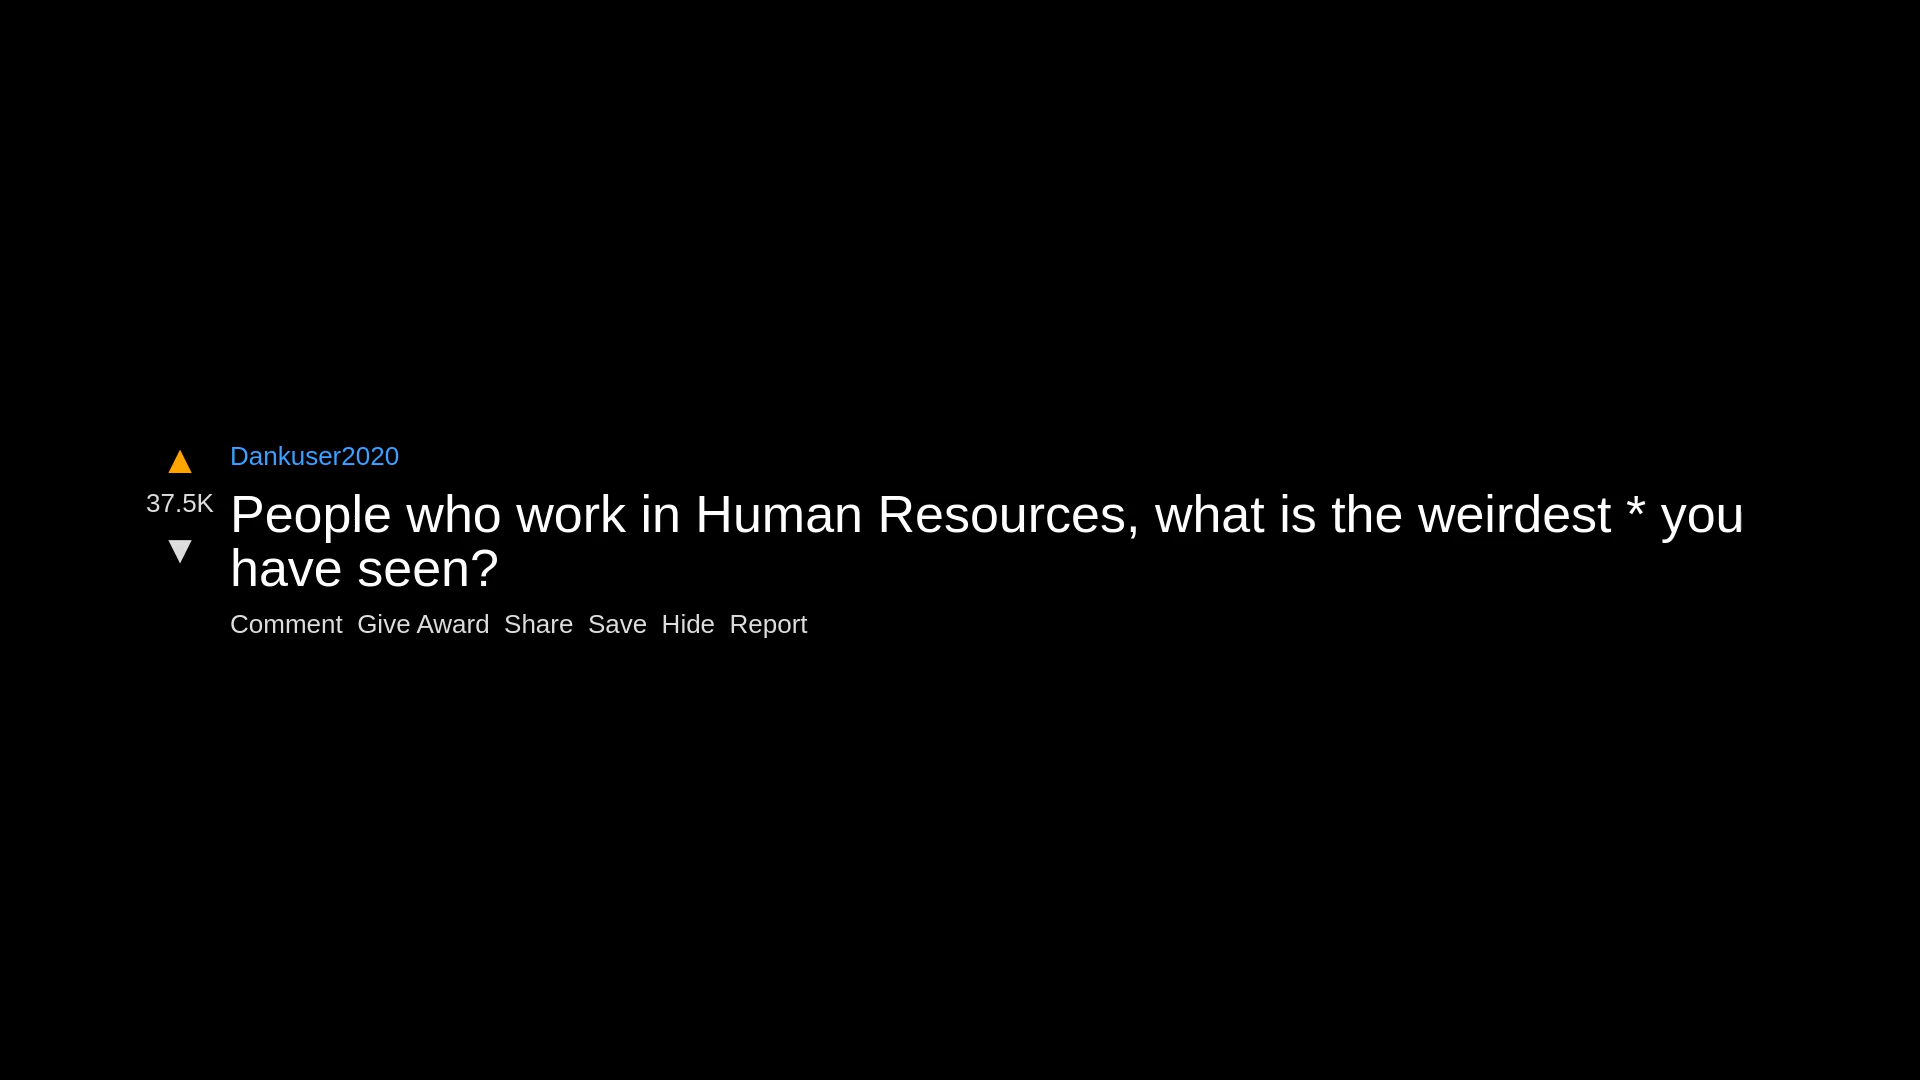 Dankuser2020
37.5K
People who work in Human Resources, what is the weirdest * you
have seen?
Comment Give Award Share Save Hide Report